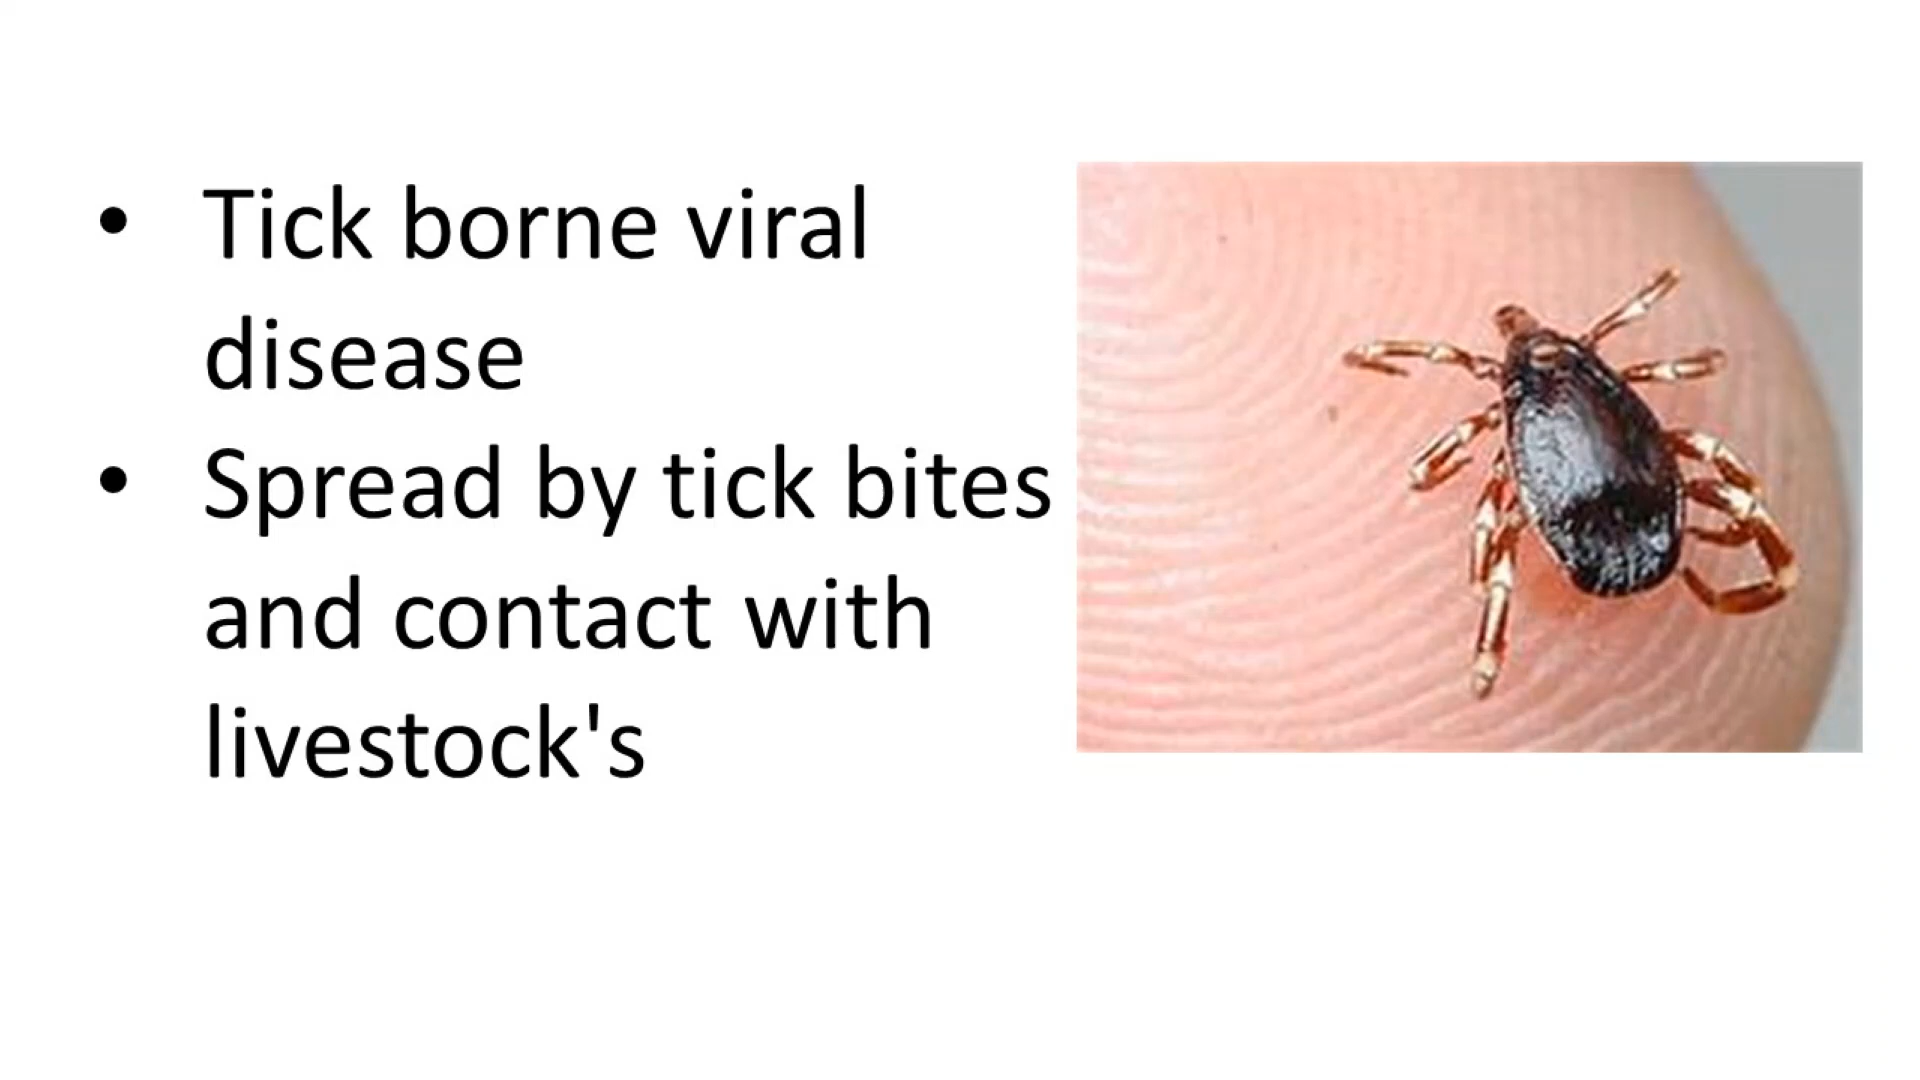 • Tick borne viral
disease
• Spread by tick bites
and contact with
livestock's